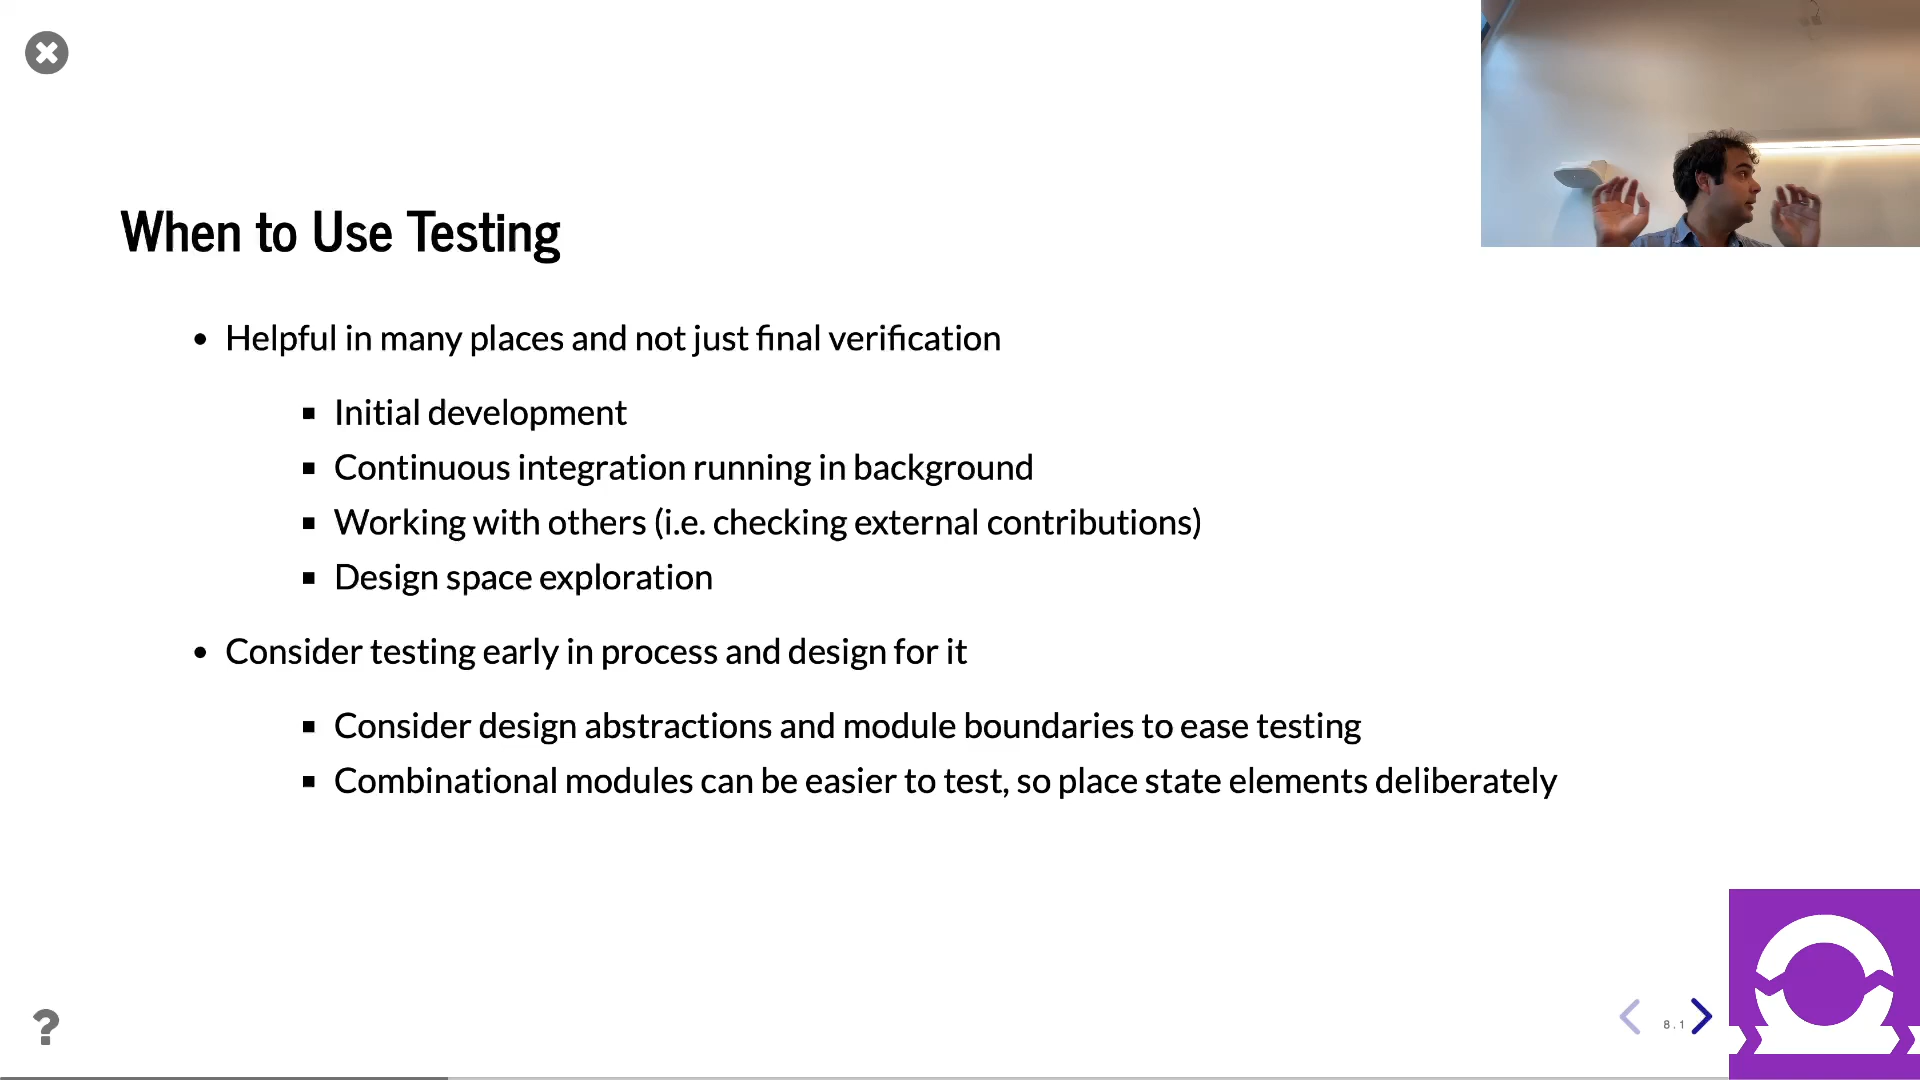 When to Use Testing
• Helpful in many places and not just final verification
▪ Initial development
▪ Continuous integration running in background
▪ Working with others (i.e. checking external contributions)
▪ Design space exploration
• Consider testing early in process and design for it
▪ Consider design abstractions and module boundaries to ease testing
▪ Combinational modules can be easier to test, so place state elements deliberately
?
8.1